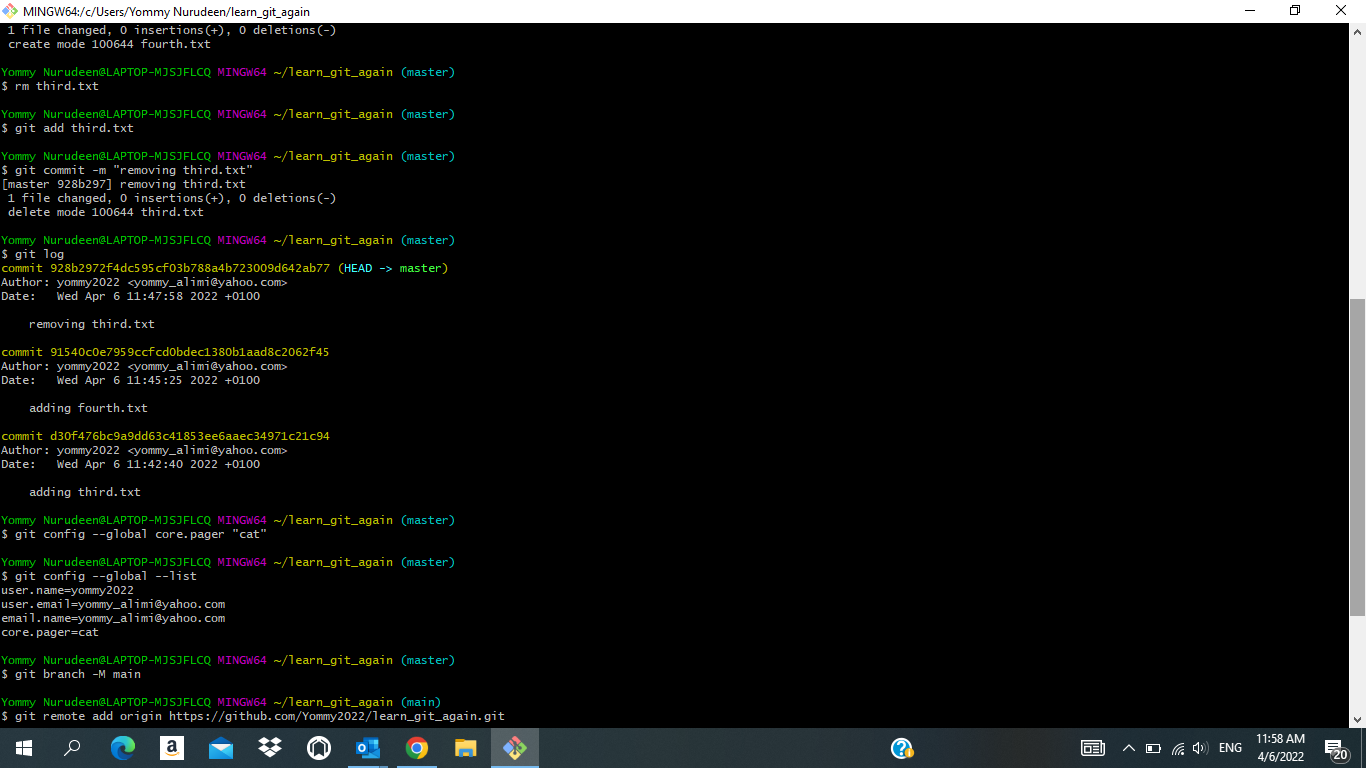 MINGW64:/c/Users/Yommy Nurudeen/learn_git_again
1 file changed, 0 insertions(+), 0 deletions(-)
create mode 100644 fourth.txt
Yommy Nurudeen@LAPTOP-MJSJFLCQ MINGW64 ~/learn_git_again (master)
$ rm third.txt
Yommy Nurudeen@LAPTOP-MJSJFLCQ MINGW64 ~/learn_git_again (master)
$ git add third.txt
Yommy Nurudeen@LAPTOP-MJSJFLCQ MINGW64 ~/learn_git_again (master)
$ git commit -m "removing third.txt"
[master 928b297] removing third.txt
1 file changed, 0 insertions(+), 0 deletions(-)
delete mode 100644 third.txt
Yommy Nurudeen@LAPTOP-MJSJFLCQ MINGW64 ~/learn_git_again (master)
$ git log
commit 928b2972f4dc595cf03b788a4b723009d642ab77 (HEAD -> master)
Author: yommy2022 <yommy_alimi@yahoo.com>
Date:   Wed Apr 6 11:47:58 2022 +0100
removing third.txt
commit 91540c0e7959ccfcd0bdec1380b1aad8c2062f45
Author: yommy2022 <yommy_alimi@yahoo.com>
Date:   Wed Apr 6 11:45:25 2022 +0100
adding fourth.txt
commit d30f476bc9a9dd63c41853ee6aaec34971c21c94
Author: yommy2022 <yommy_alimi@yahoo.com>
Date:   Wed Apr 6 11:42:40 2022 +0100
adding third.txt
Yommy Nurudeen@LAPTOP-MJSJFLCQ MINGW64 ~/learn_git_again (master)
$ git config --global core.pager "cat"
Yommy Nurudeen@LAPTOP-MJSJFLCQ MINGW64 ~/learn_git_again (master)
$ git config --global --list
user.name=yommy2022
user.email=yommy_alimi@yahoo.com
email.name=yommy_alimi@yahoo.com
core.pager=cat
Yommy Nurudeen@LAPTOP-MJSJFLCQ MINGW64 ~/learn_git_again (master)
$ git branch -M main
Yommy Nurudeen@LAPTOP-MJSJFLCQ MINGW64 ~/learn_git_again (main)
$ git remote add origin https://github.com/Yommy2022/learn_git_again.git
a
ENG
11:58 AM
4/6/2022
20